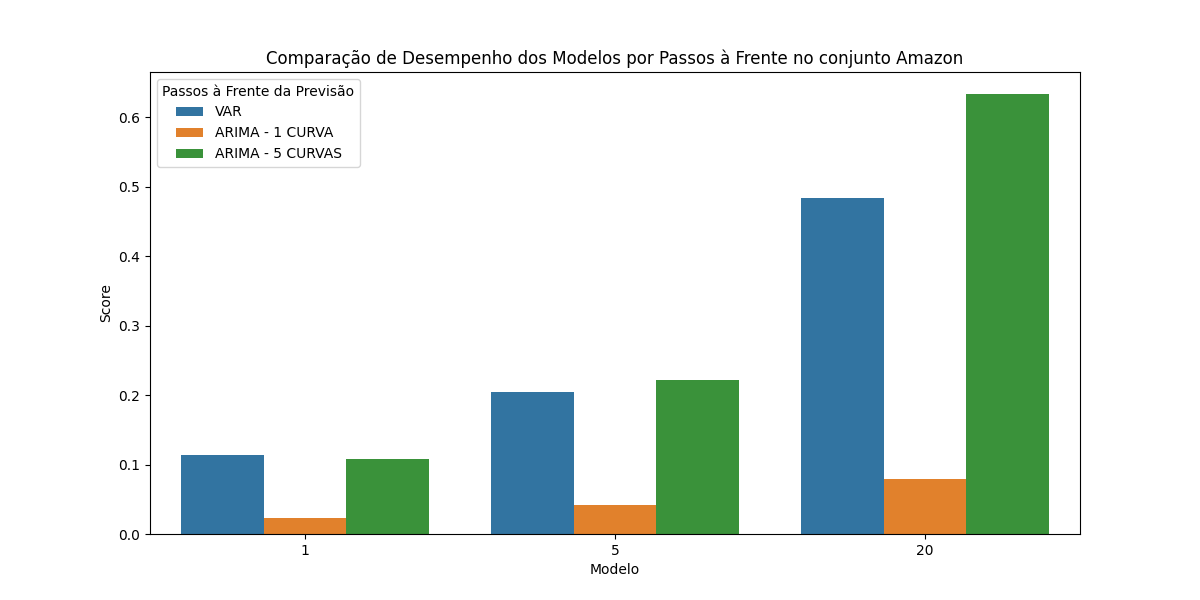 Comparação de Desempenho dos Modelos por Passos à Frente no conjunto Amazon
Passos à Frente da Previsão
VAR
ARIMA - 1 CURVA
ARIMA - 5 CURVAS
Score
0.6
0.5
0.4
0.3
0.2
0.1
0.0
1
5
20
Modelo